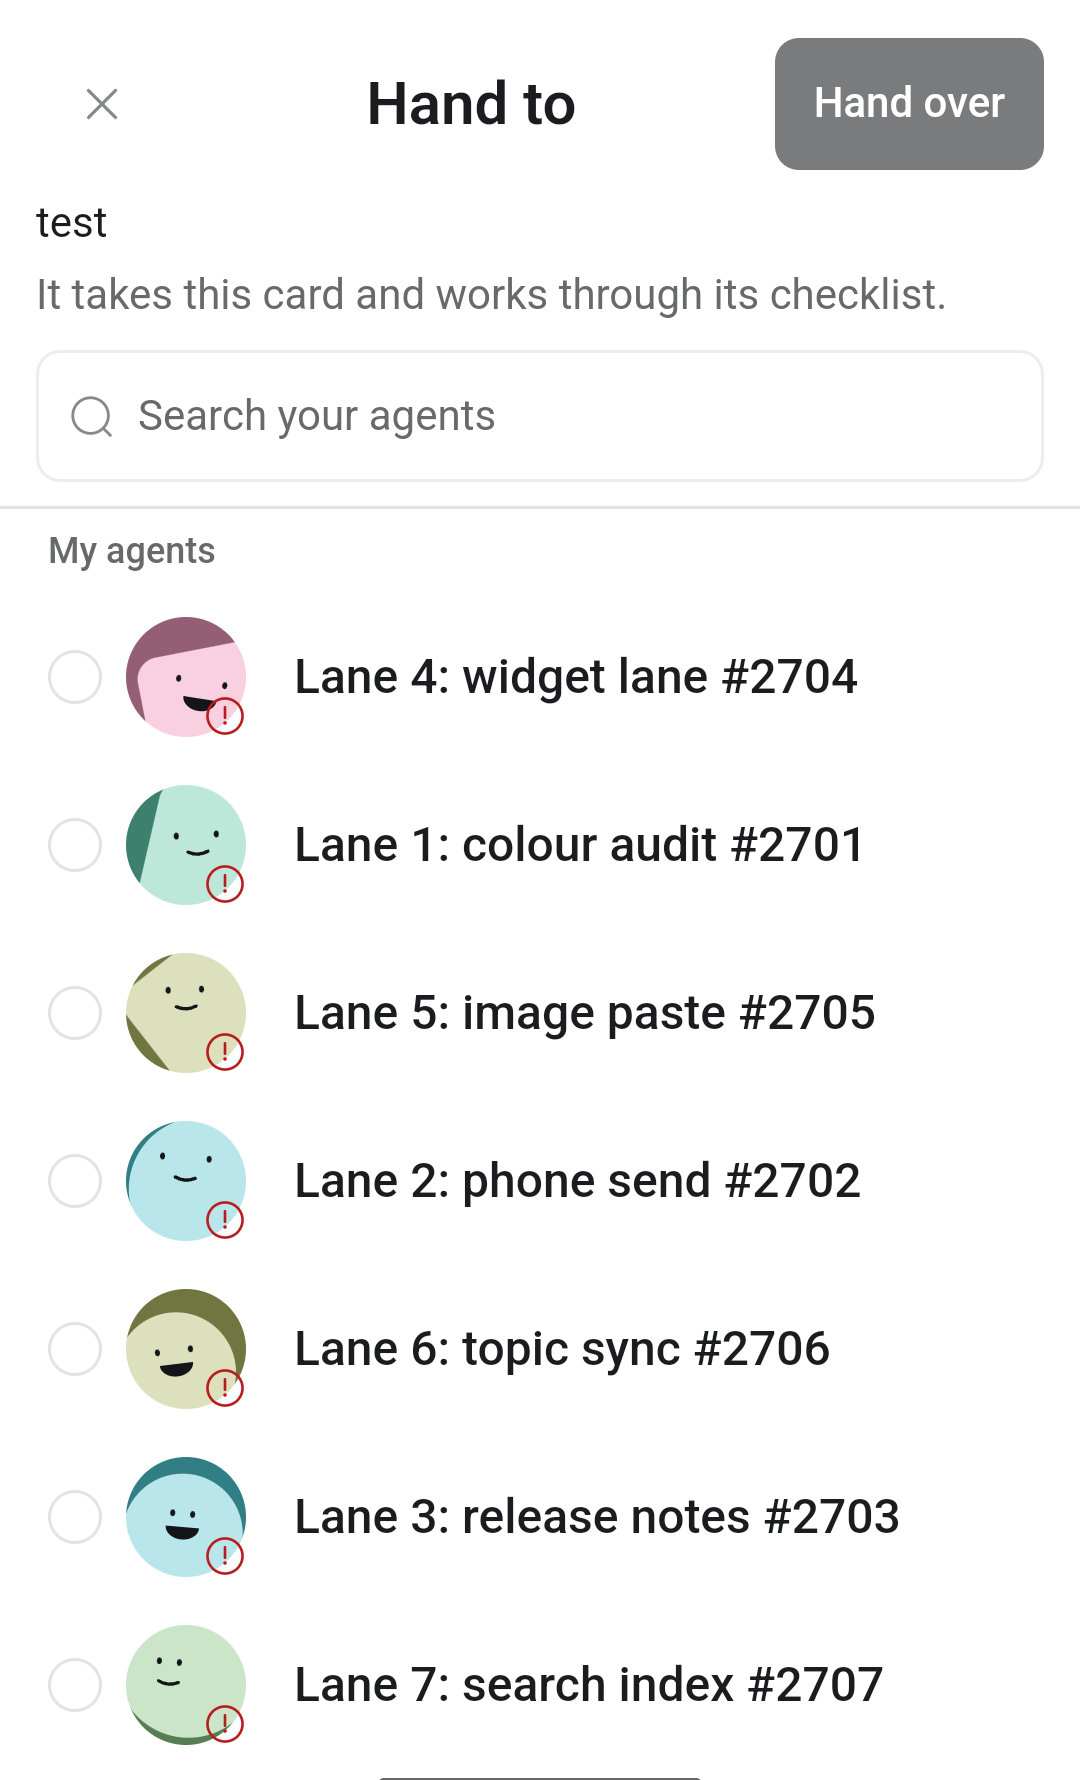 Hand to
Hand over
test
It takes this card and works through its checklist.
Search your agents
My agents
Lane 4: widget lane #2704
Lane 1: colour audit #2701
Lane 5: image paste #2705
Lane 2: phone send #2702
Lane 6: topic sync #2706
Lane 3: release notes #2703
Lane 7: search index #2707